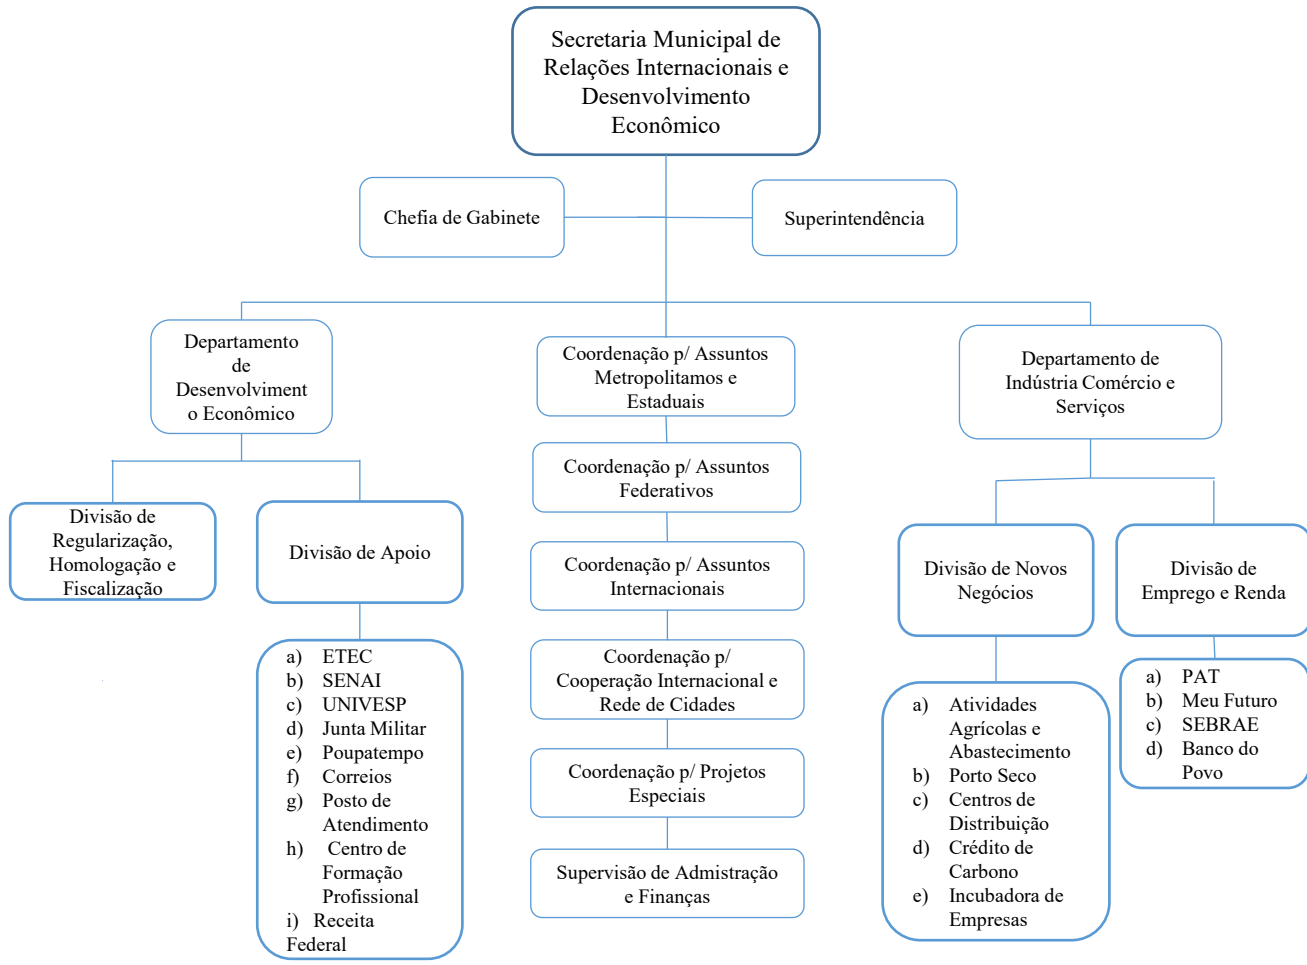 Secretaria Municipal de
Relações Internacionais e
Desenvolvimento
Econômico
Chefia de Gabinete
Superintendência
Departamento
de
Desenvolviment
o Econômico
Divisão de
Regularização,
Homologação e
Fiscalização
Divisão de Apoio
a) ETEC
b) SENAI
c) UNIVESP
d) Junta Militar
e) Poupatempo
f) Correios
g) Posto de
Atendimento
h) Centro de
Formação
Profissional
i) Receita
Federal
Coordenação p/ Assuntos
Metropolitamos e
Estaduais
Coordenação p/ Assuntos
Federativos
Coordenação p/ Assuntos
Internacionais
Coordenação p/
Cooperação Internacional e
Rede de Cidades
Coordenação p/ Projetos
Especiais
Supervisão de Admistração
e Finanças
Departamento de
Indústria Comércio e
Serviços
Divisão de Novos
Negócios
a) Atividades
Agrícolas e
Abastecimento
b) Porto Seco
c) Centros de
Distribuição
d) Crédito de
Carbono
e) Incubadora de
Empresas
Divisão de
Emprego e Renda
a) PAT
b) Meu Futuro
c) SEBRAE
d) Banco do
Povo